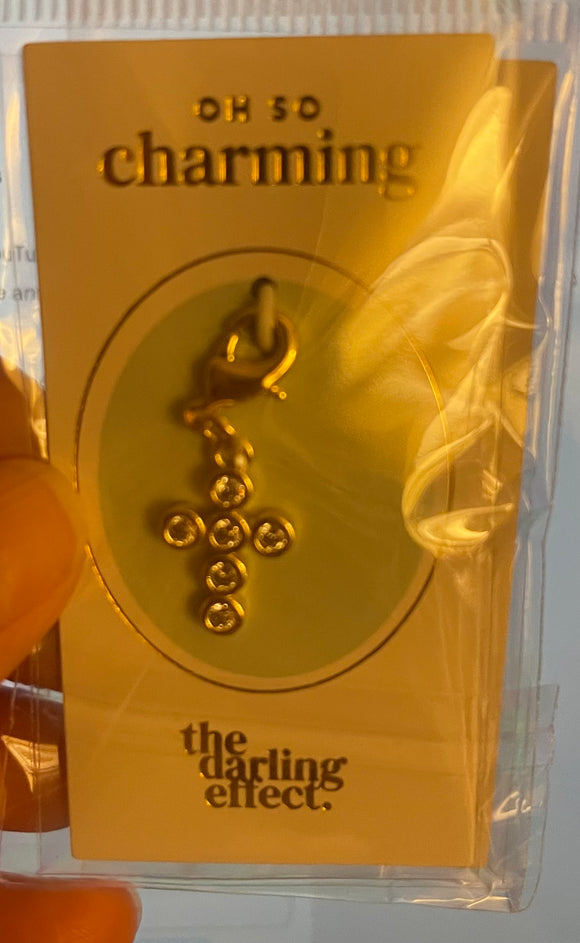 OH SO
charming
the
darling
effect.